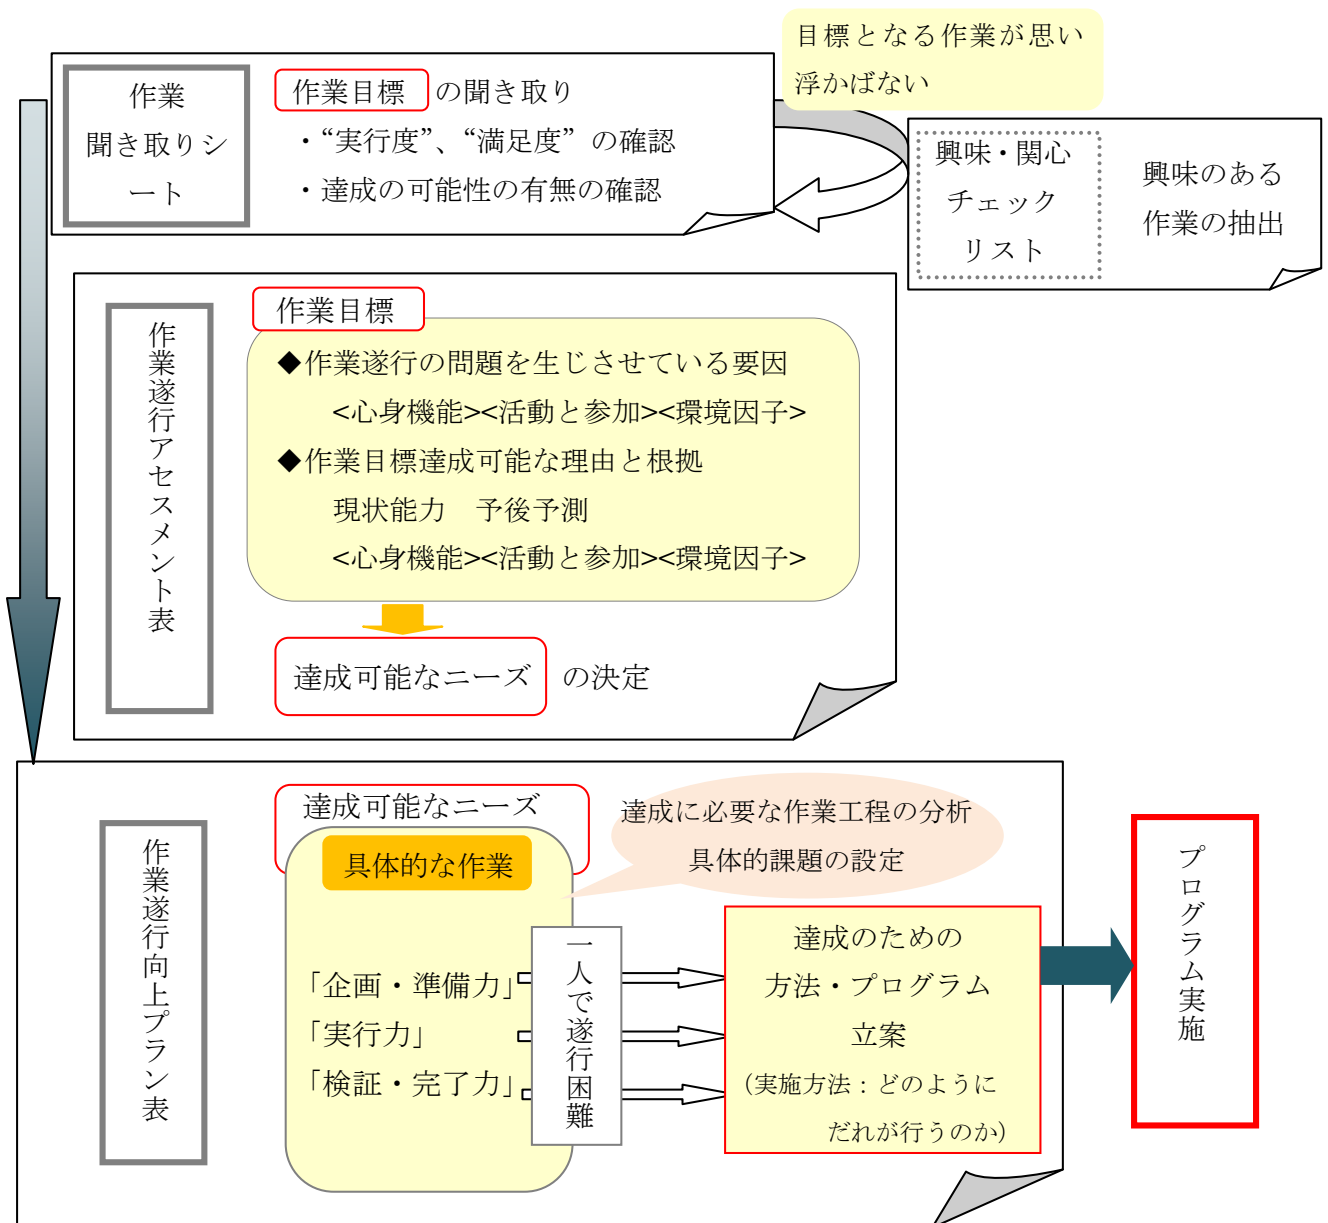 目標となる作業が思い
浮かばない
作業
聞き取りシ
ート
作業目標 の聞き取り
・“実行度”、“満足度” の確認
・達成の可能性の有無の確認
興味・関心
チェック
リスト
興味のある
作業の抽出
作業遂行アセスメント表
作業目標
◆作業遂行の問題を生じさせている要因
<心身機能><活動と参加><環境因子>
◆作業目標達成可能な理由と根拠
現状能力　予後予測
<心身機能><活動と参加><環境因子>
達成可能なニーズ の決定
作業遂行向上プラン表
達成可能なニーズ
具体的な作業
「企画・準備力」
「実行力」
「検証・完了力」
一人で遂行困難
達成に必要な作業工程の分析
具体的課題の設定
達成のための
方法・プログラム
立案
（実施方法：どのように
だれが行うのか）
プログラム実施